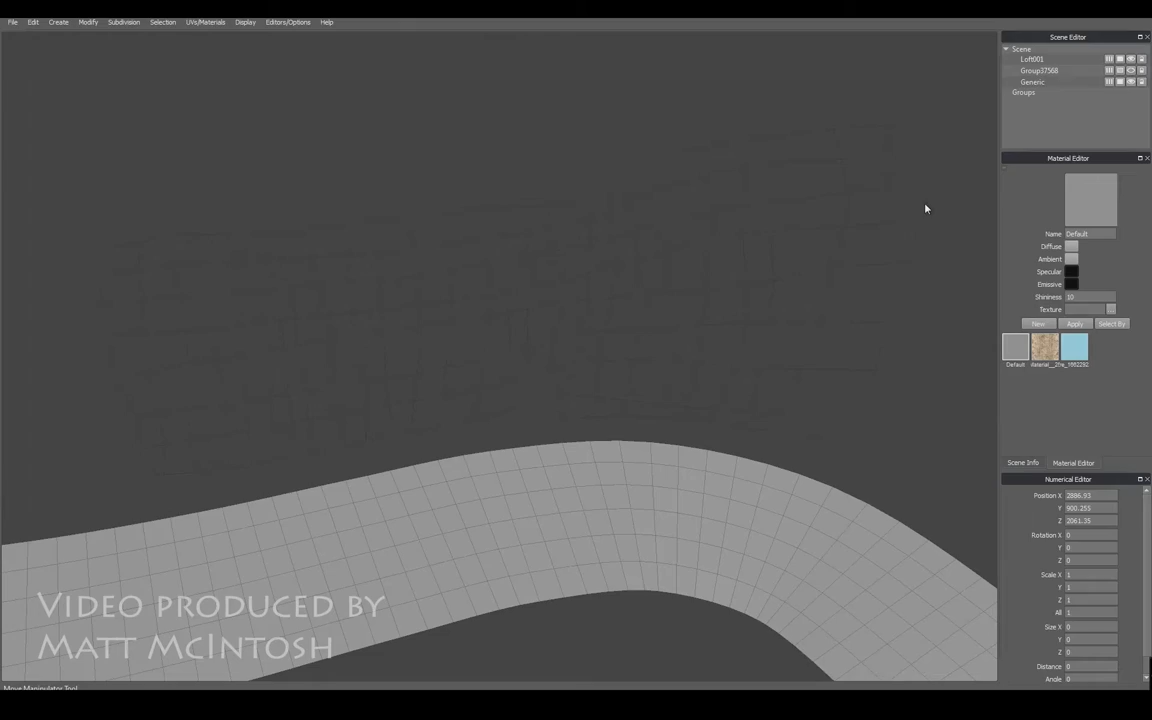 File Edit Create Modify Subdivision Selection UVs/Materials Display Editors/Options Help
Scene Editor
Scene
Loft001
Group37568
Generic
Groups
Material Editor
Name Default
Diffuse
Ambient
Specular
Emissive
Shininess 10
Texture ...
New Apply Select By
Default
Scene Info Material Editor
Numerical Editor
Position X 2886.93
Y 900.255
Z 2061.35
Rotation X 0
Y 0
Z 0
Scale X 1
Y 1
Z 1
All 1
Size X 0
Y 0
Z 0
Distance 0
Angle 0
Video produced by
Matt McIntosh
Move Manipulator Tool